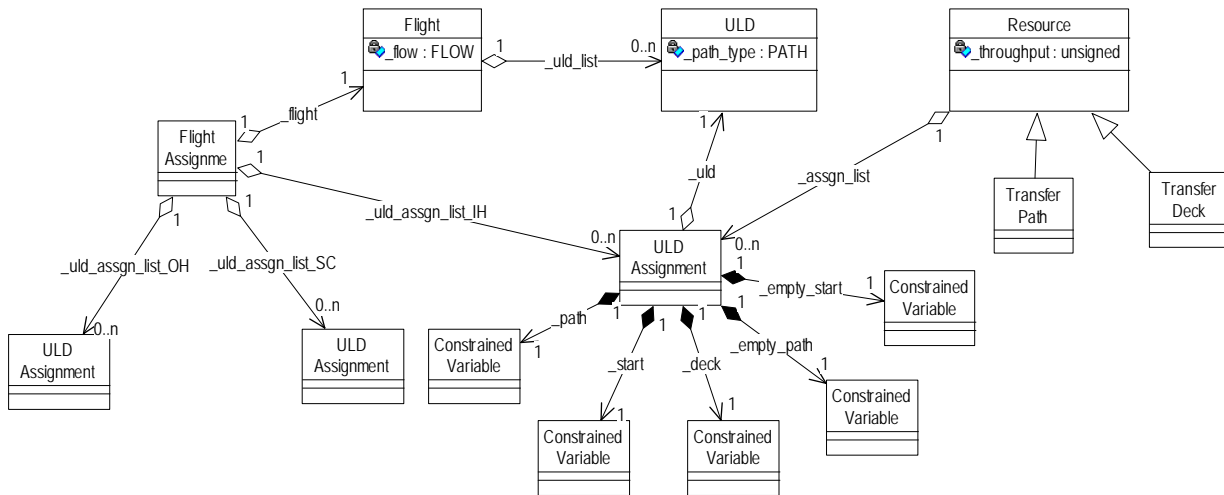 Flight
_flow : FLOW
ULD
_path_type : PATH
Resource
_throughput : unsigned
1
0..n
_uld_list
1
_flight
1
1
_uld
1
1
_assgn_list
0..n
Flight
Assignme
1
_uld_assgn_list_IH
0..n
1
_uld_assgn_list_OH
0..n
1
_uld_assgn_list_SC
0..n
Transfer
Path
Transfer
Deck
ULD
Assignment
1
_empty_start
1
Constrained
Variable
1
_path
1
Constrained
Variable
1
_start
1
Constrained
Variable
1
_deck
1
Constrained
Variable
1
_empty_path
1
Constrained
Variable
ULD
Assignment
ULD
Assignment